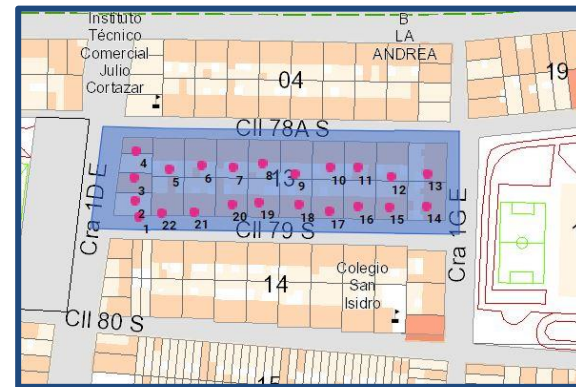 Instituto
Técnico
Comercial
Julio
Cortazar
B
LA
ANDREA
19
04
Cll 78A S
4
5
6
7
8
9
10
11
12
13
3
13
2
1
22
21
20
19
18
17
16
15
14
Cra 1D E
Cll 79 S
Cra 1G E
14
Colegio
San
Isidro
Cll 80 S